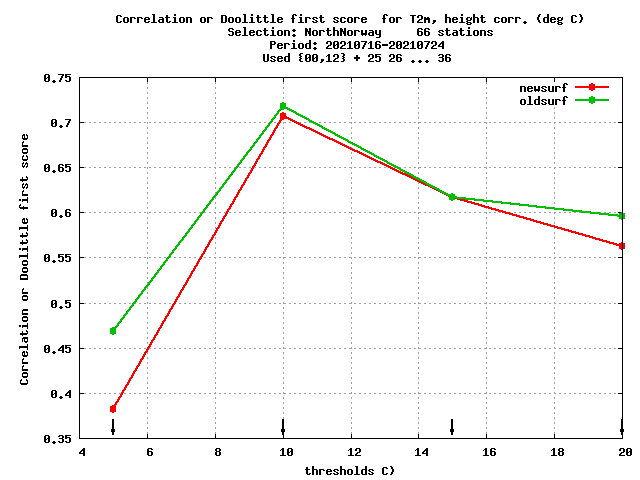 Correlation or Doolittle first score  for T2m, height corr. (deg C)
Selection: NorthNorway     66 stations
Period: 20210716-20210724
Used {00,12} + 25 26 ... 36
newsurf
oldsurf
Correlation or Doolittle first score
0.75
0.7
0.65
0.6
0.55
0.5
0.45
0.4
0.35
4 6 8 10 12 14 16 18 20
thresholds C)